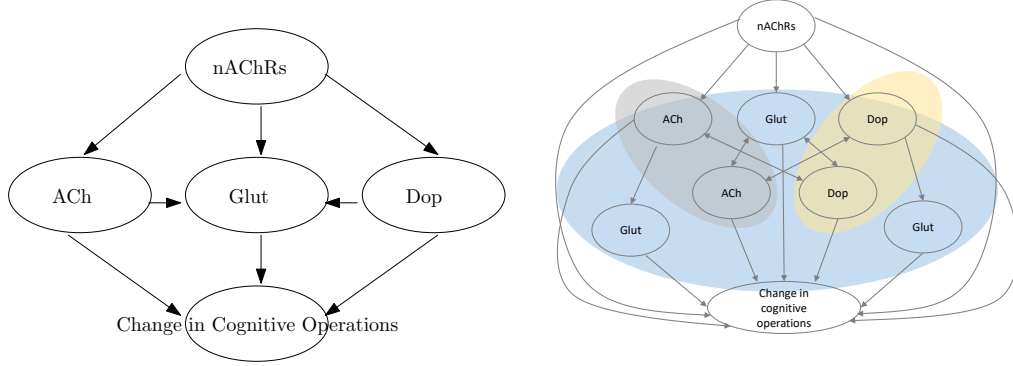 nAChRs
ACh
Glut
Dop
Change in Cognitive Operations
nAChRs
ACh
Glut
Dop
ACh
Dop
Glut
Glut
Change in
cognitive
operations